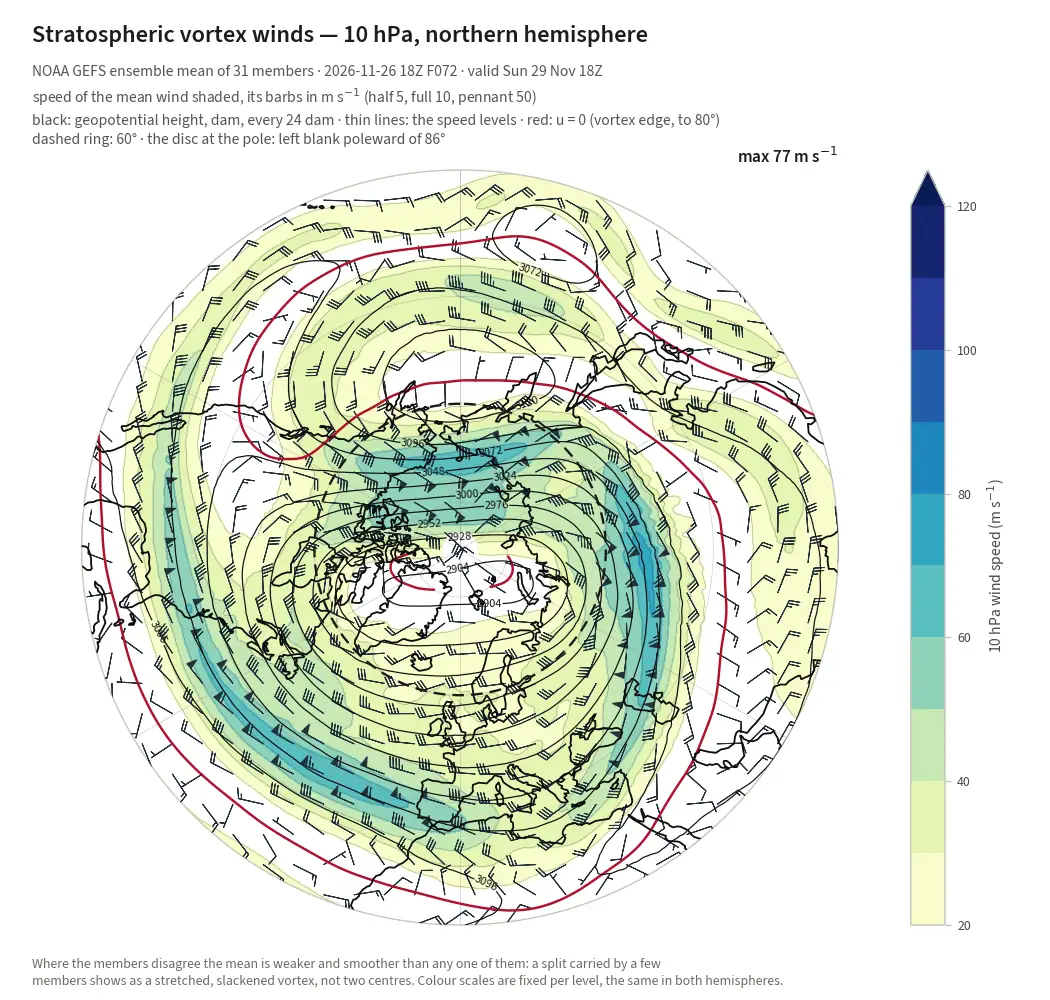 Stratospheric vortex winds — 10 hPa, northern hemisphere
NOAA GEFS ensemble mean of 31 members · 2026-11-26 18Z F072 · valid Sun 29 Nov 18Z
speed of the mean wind shaded, its barbs in m s⁻¹ (half 5, full 10, pennant 50)
black: geopotential height, dam, every 24 dam · thin lines: the speed levels · red: u = 0 (vortex edge, to 80°)
dashed ring: 60° · the disc at the pole: left blank poleward of 86°
max 77 m s⁻¹
120
100
80
60
40
20
10 hPa wind speed (m s⁻¹)
3072
3096
3072
3048
3024
3000
2976
2952
2928
2904
2904
3096
Where the members disagree the mean is weaker and smoother than any one of them: a split carried by a few
members shows as a stretched, slackened vortex, not two centres. Colour scales are fixed per level, the same in both hemispheres.